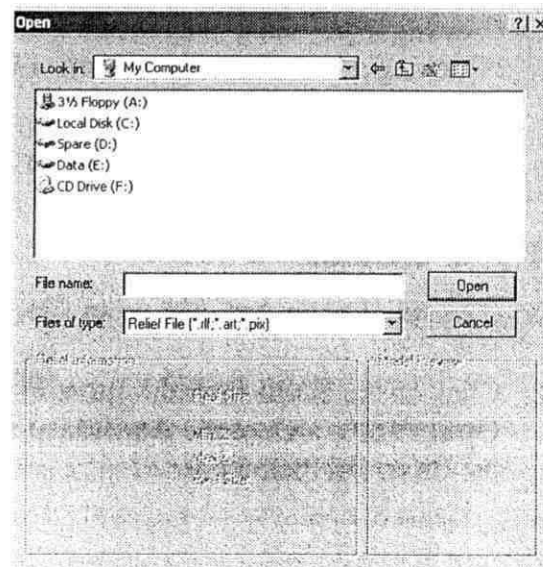 Open ? ×
Look in: My Computer
3½ Floppy (A:)
Local Disk (C:)
Spare (D:)
Data (E:)
CD Drive (F:)
File name: Open
Files of type: Relief File (*.rlf;*.art;*.pix) Cancel